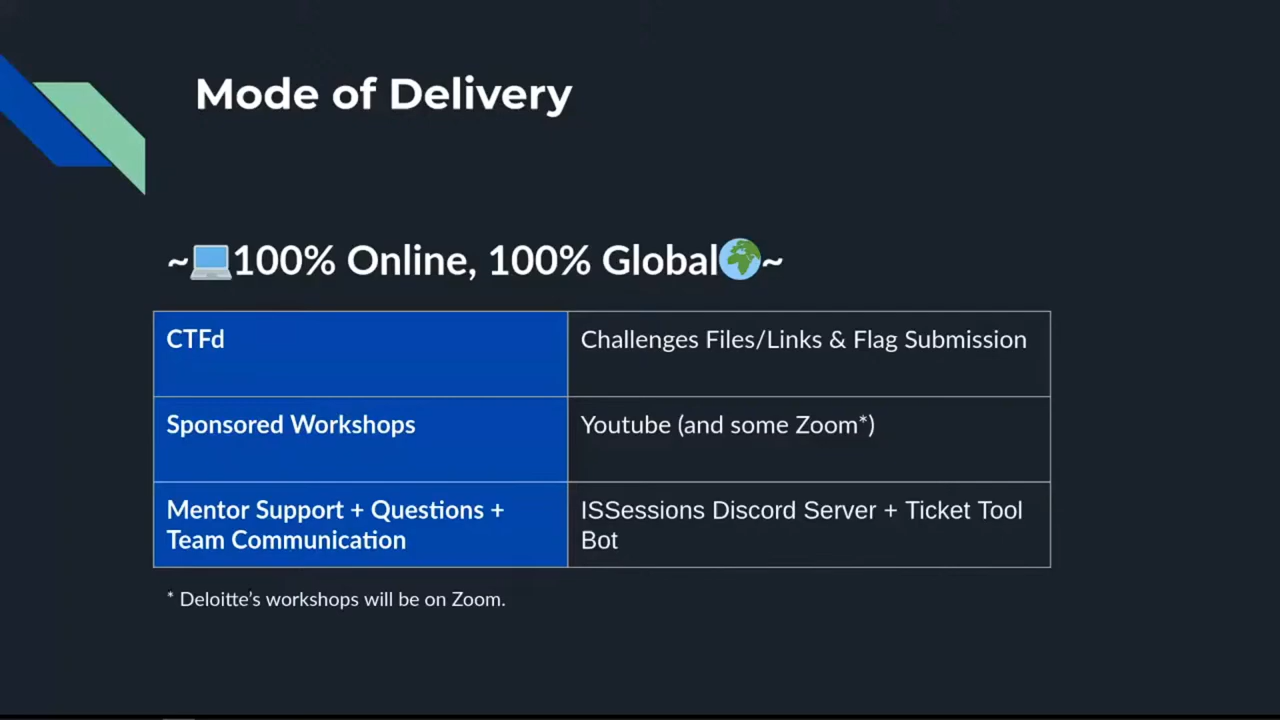 Mode of Delivery
~💻100% Online, 100% Global🌍~
CTFd
Challenges Files/Links & Flag Submission
Sponsored Workshops
Youtube (and some Zoom*)
Mentor Support + Questions +
Team Communication
ISSessions Discord Server + Ticket Tool
Bot
* Deloitte's workshops will be on Zoom.